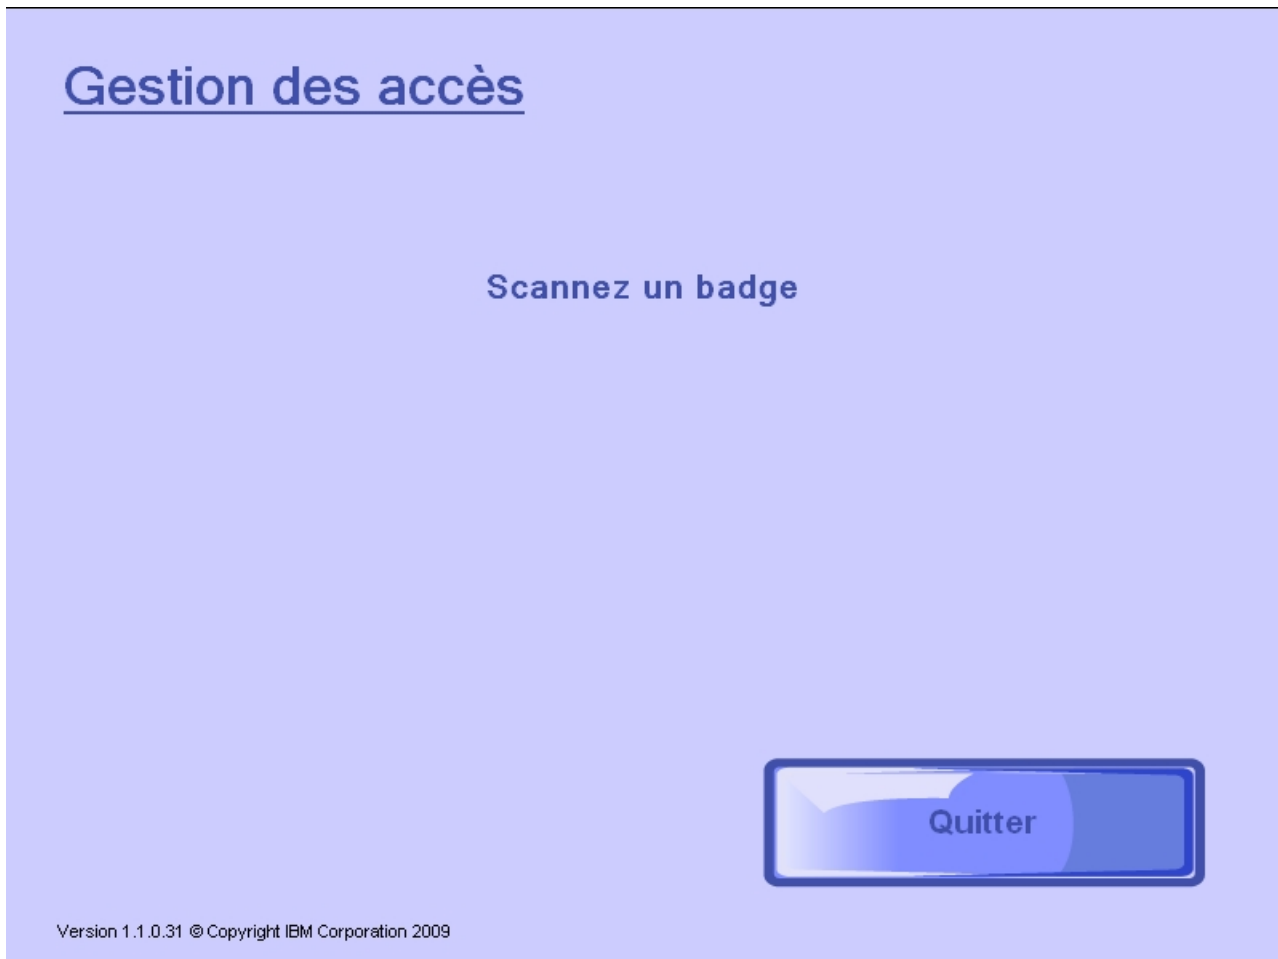 Gestion des accès
Scannez un badge
Quitter
Version 1.1.0.31 © Copyright IBM Corporation 2009